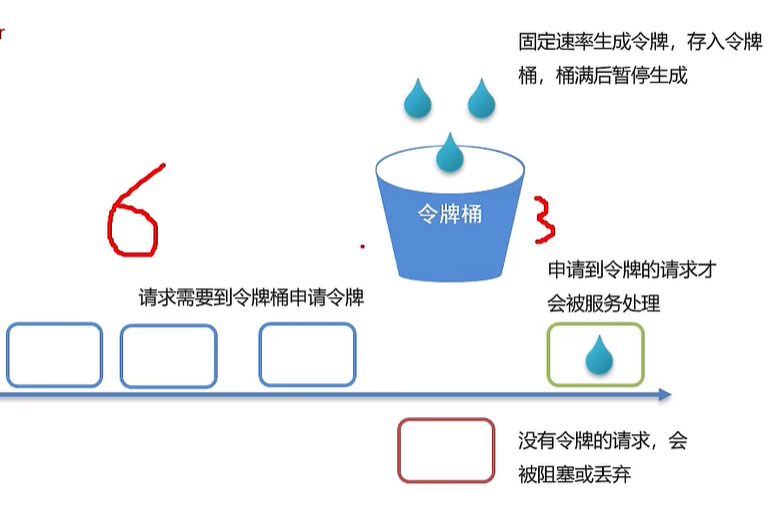 r
固定速率生成令牌，存入令牌
桶，桶满后暂停生成
令牌桶
6
3
申请到令牌的请求才
会被服务处理
请求需要到令牌桶申请令牌
没有令牌的请求，会
被阻塞或丢弃